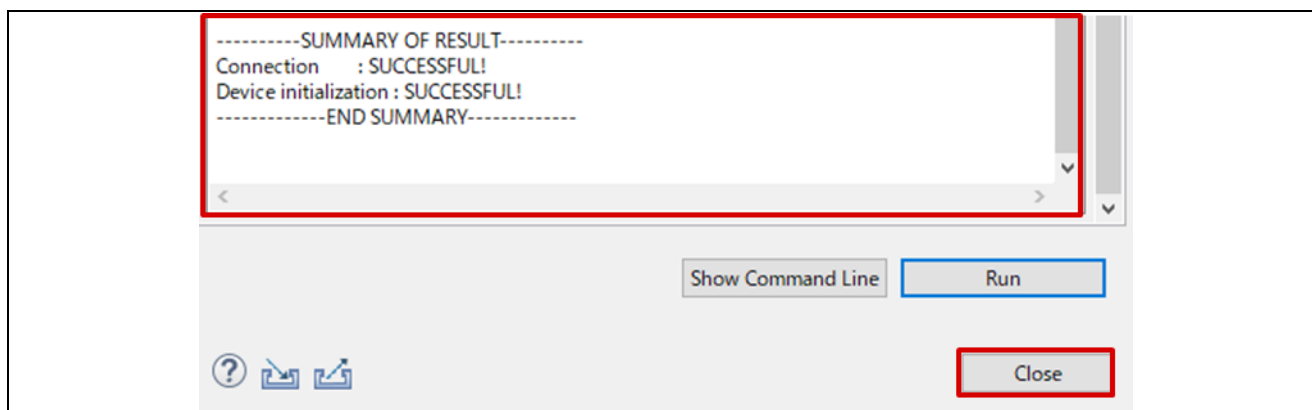 ----------SUMMARY OF RESULT----------
Connection : SUCCESSFUL!
Device initialization : SUCCESSFUL!
-------------END SUMMARY-------------
Show Command Line
Run
?
Close